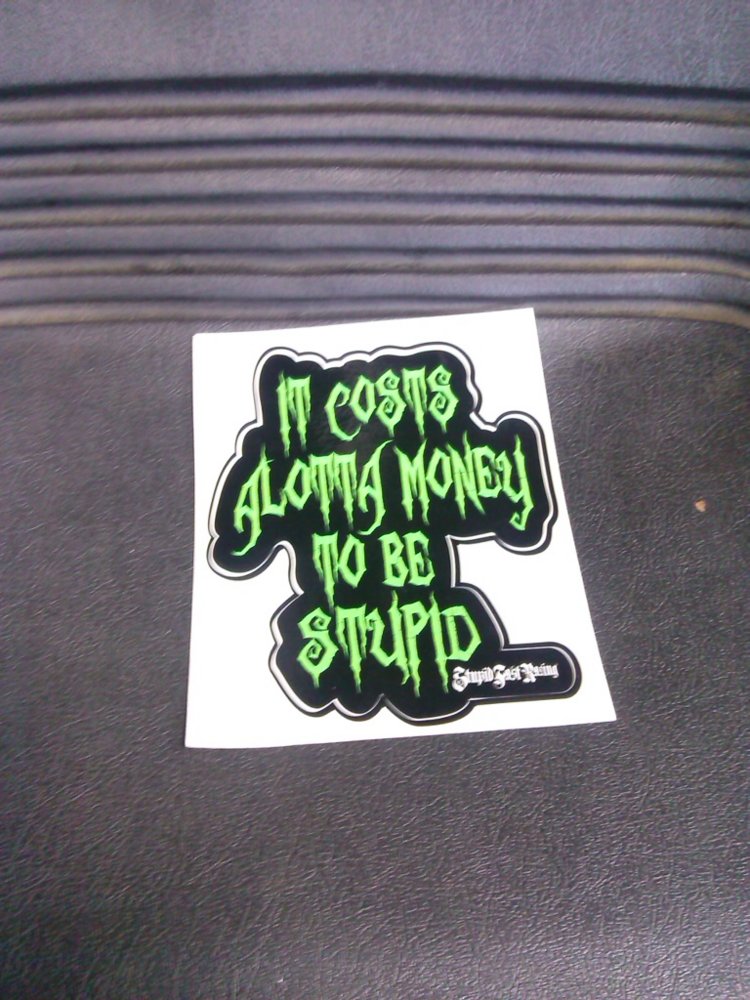 IT COSTS
ALOTTA MONEY
TO BE
STUPID
Stupid Fast Racing